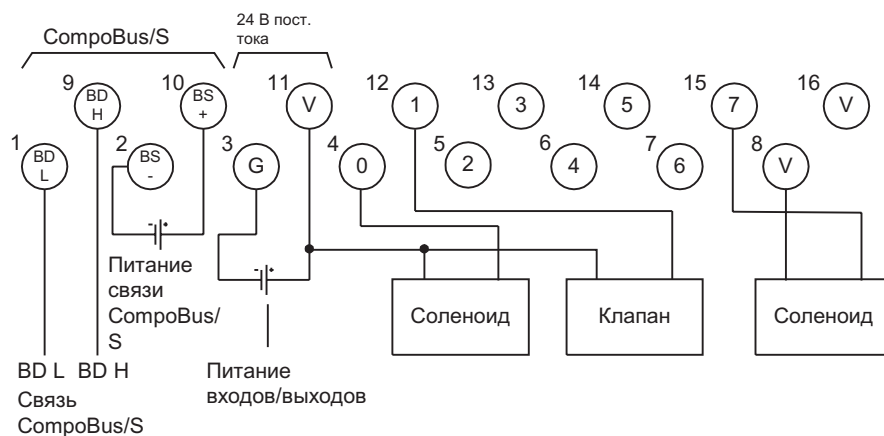 24 В пост.
тока
CompoBus/S
9 10 11 12 13 14 15 16
BD
H
BS
+
V 1 3 5 7 V
1 2 3 4 5 6 7 8
BD
L
BS
-
G 0 2 4 6 V
- +
- +
Питание
связи
CompoBus/
S
Соленоид Клапан Соленоид
BD L BD H
Питание
входов/выходов
Связь
CompoBus/S